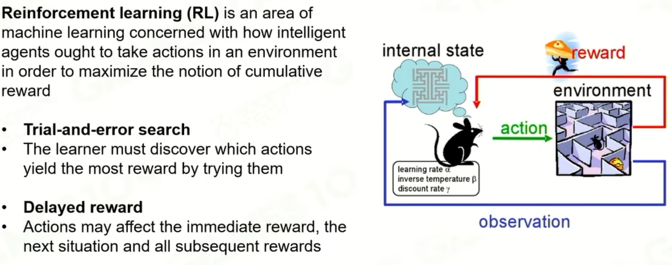 Reinforcement learning (RL) is an area of
machine learning concerned with how intelligent
agents ought to take actions in an environment
in order to maximize the notion of cumulative
reward
• Trial-and-error search
• The learner must discover which actions
yield the most reward by trying them
• Delayed reward
• Actions may affect the immediate reward, the
next situation and all subsequent rewards
internal state
reward
environment
action
learning rate α
inverse temperature β
discount rate γ
observation